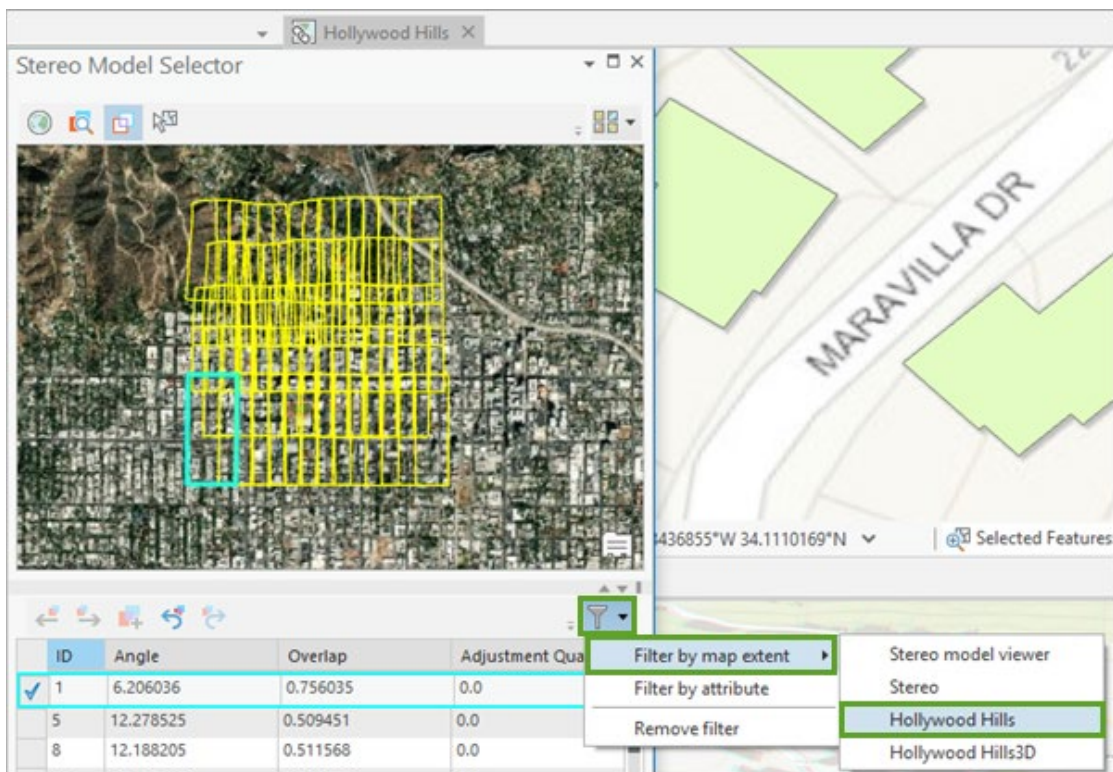 Hollywood Hills
Stereo Model Selector
MARAVILLA DR
436855°W 34.1110169°N
Selected Features
ID Angle Overlap Adjustment Qua
1 6.206036 0.756035 0.0
5 12.278525 0.509451 0.0
8 12.188205 0.511568 0.0
Filter by map extent
Filter by attribute
Remove filter
Stereo model viewer
Stereo
Hollywood Hills
Hollywood Hills3D